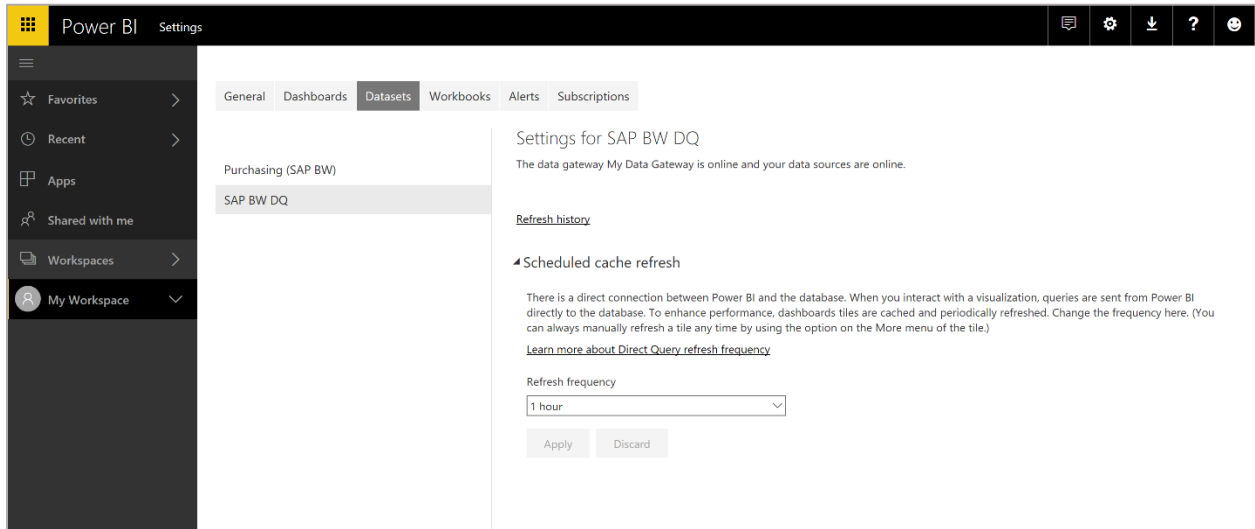 Power BI Settings
?
Favorites
Recent
Apps
Shared with me
Workspaces
My Workspace
General Dashboards Datasets Workbooks Alerts Subscriptions
Purchasing (SAP BW)
SAP BW DQ
Settings for SAP BW DQ
The data gateway My Data Gateway is online and your data sources are online.
Refresh history
Scheduled cache refresh
There is a direct connection between Power BI and the database. When you interact with a visualization, queries are sent from Power BI
directly to the database. To enhance performance, dashboards tiles are cached and periodically refreshed. Change the frequency here. (You
can always manually refresh a tile any time by using the option on the More menu of the tile.)
Learn more about Direct Query refresh frequency
Refresh frequency
1 hour
Apply Discard